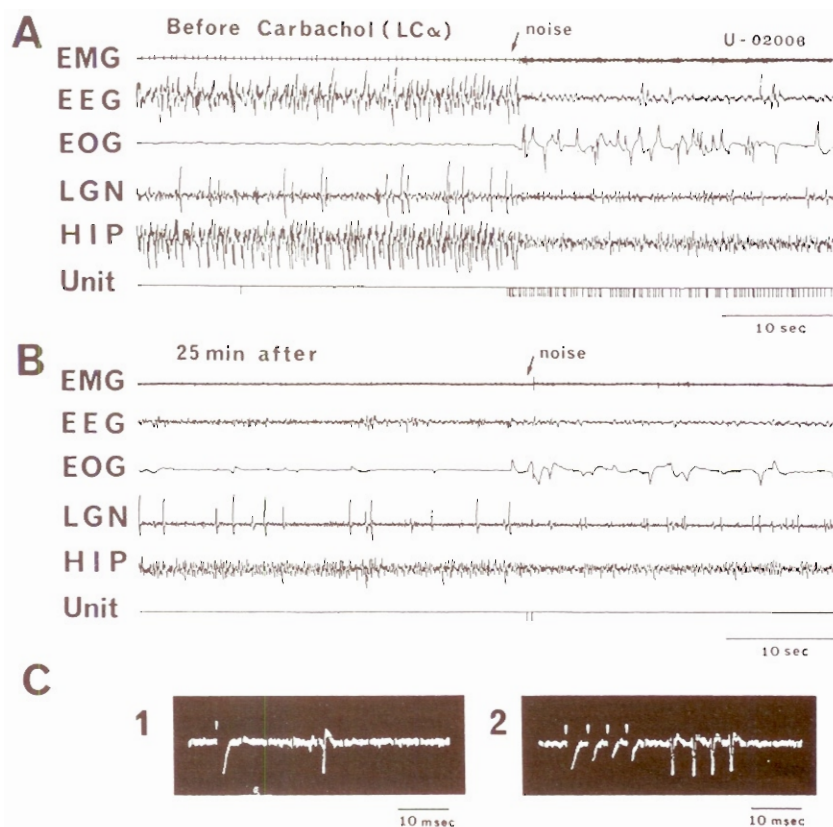 A
Before Carbachol (LCα)
noise
U-02006
EMG
EEG
EOG
LGN
HIP
Unit
10 sec
B
25 min after
noise
EMG
EEG
EOG
LGN
HIP
Unit
10 sec
C
1
2
10 msec
10 msec